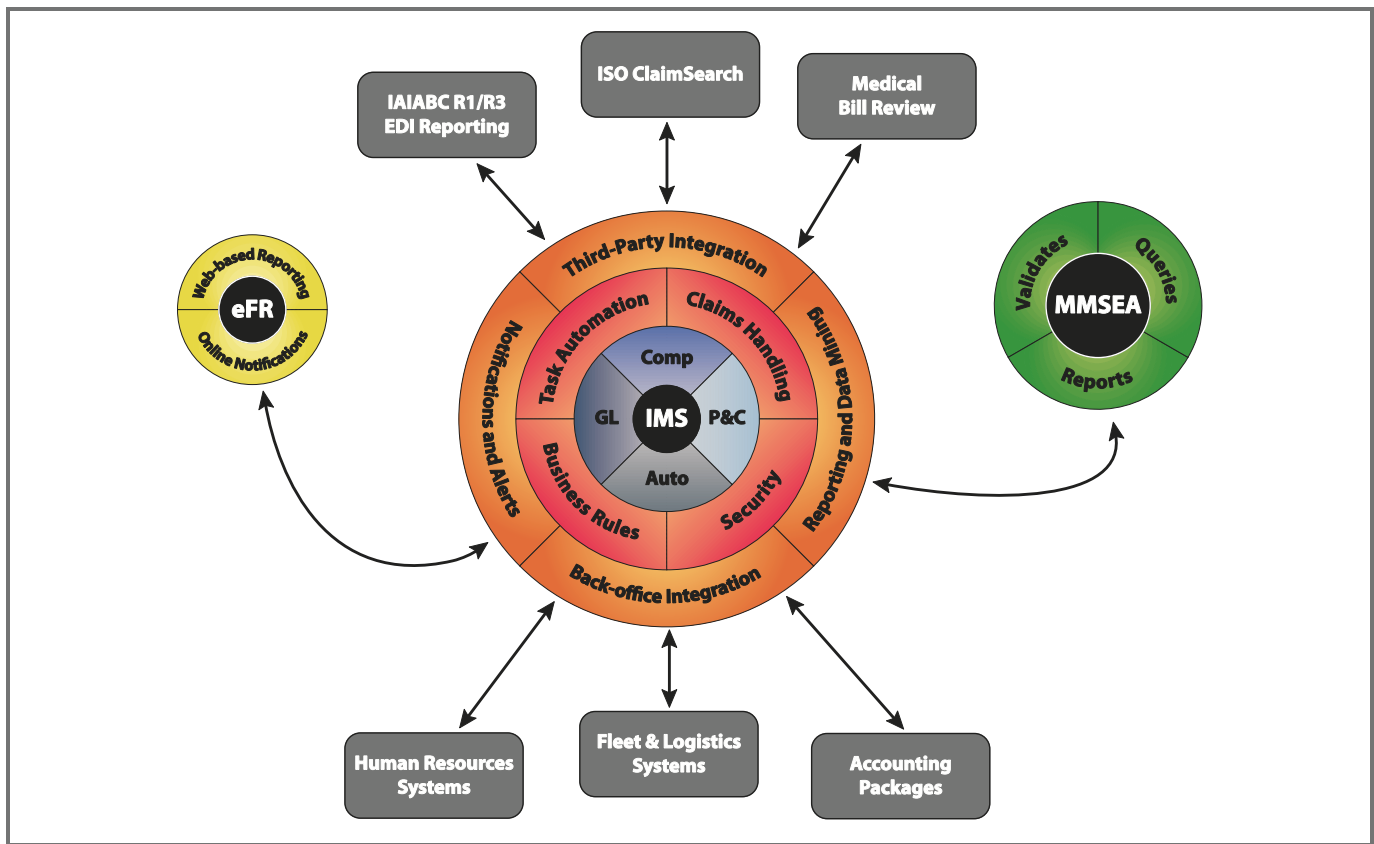 ISO ClaimSearch
IAIABC R1/R3
EDI Reporting
Medical
Bill Review
Web-based Reporting
eFR
Online Notifications
Third-Party Integration
Notifications and Alerts
Reporting and Data Mining
Back-office Integration
Task Automation
Claims Handling
Business Rules
Security
Comp
GL
IMS
P&C
Auto
Validates
Queries
MMSEA
Reports
Human Resources
Systems
Fleet & Logistics
Systems
Accounting
Packages